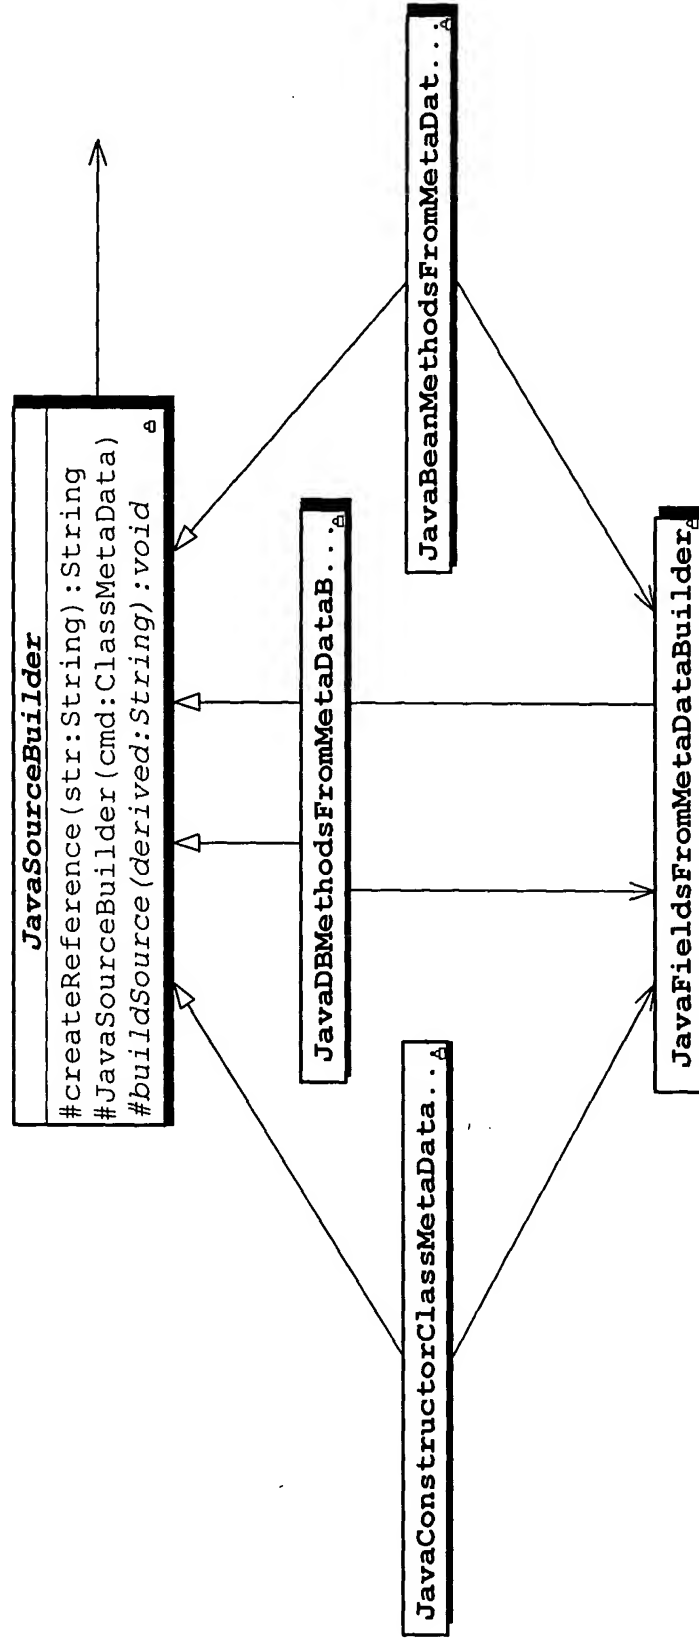 JavaSourceBuilder
#createReference(str:String):String
#JavaSourceBuilder(cmd:ClassMetaData)
#buildSource(derived:String):void
JavaConstructorClassMetaData...
JavaDBMethodsFromMetaDataB...
JavaBeanMethodsFromMetaDat...
JavaFieldsFromMetaDataBuilder